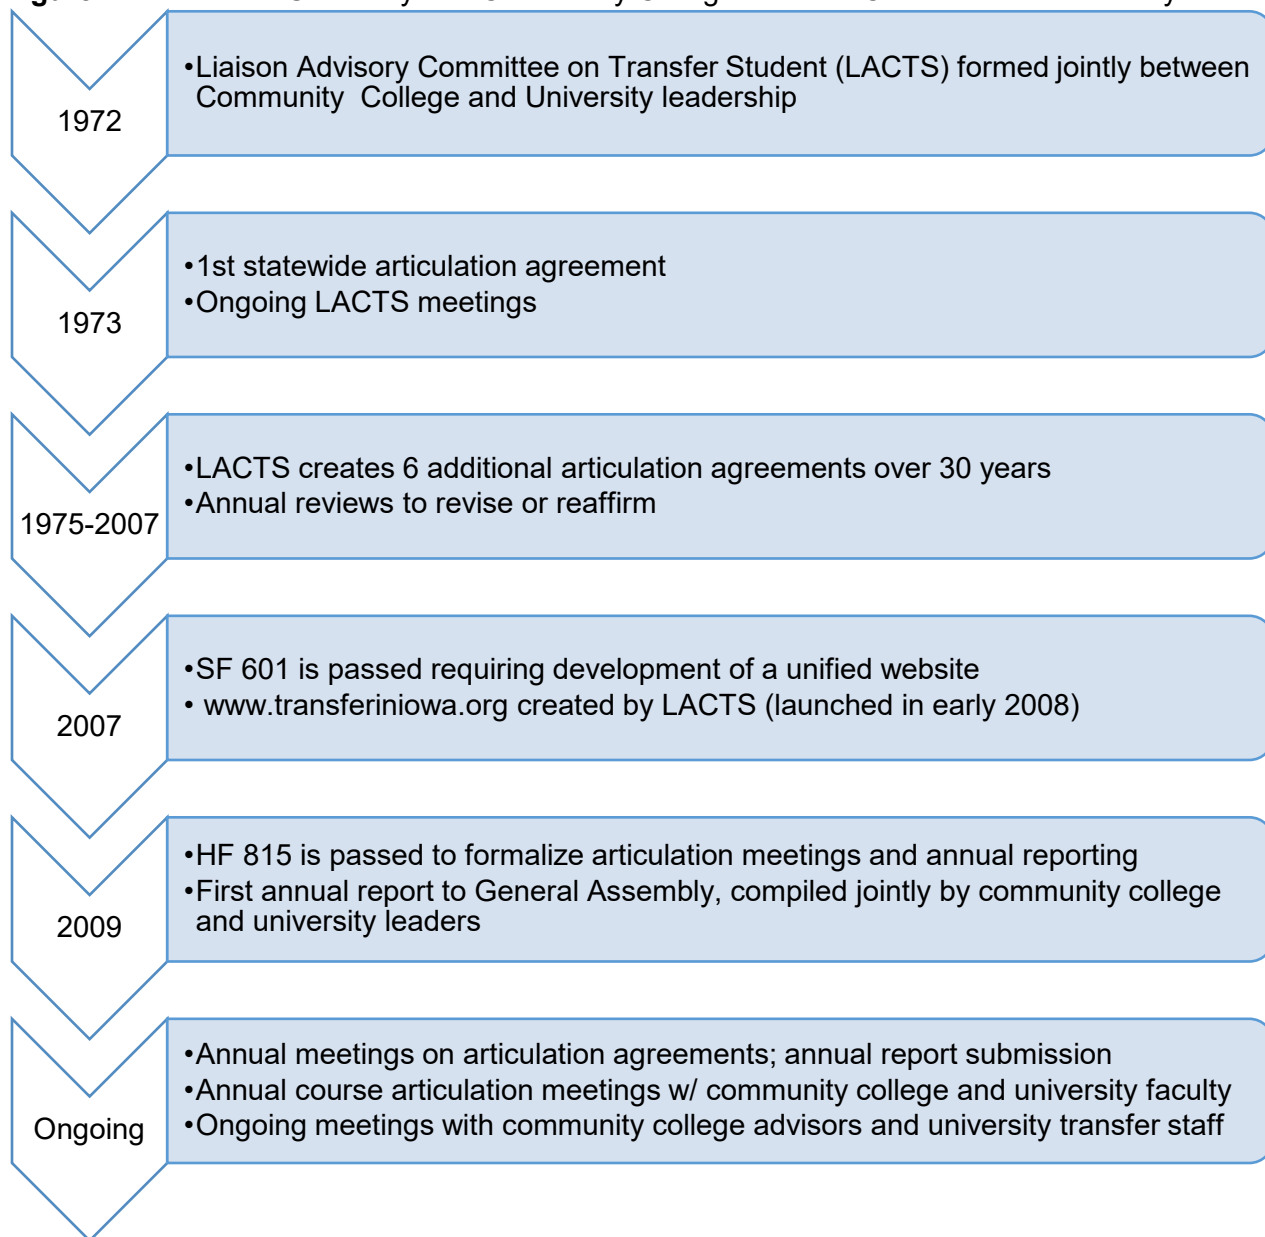 1972
•Liaison Advisory Committee on Transfer Student (LACTS) formed jointly between
Community College and University leadership
1973
•1st statewide articulation agreement
•Ongoing LACTS meetings
1975-2007
•LACTS creates 6 additional articulation agreements over 30 years
•Annual reviews to revise or reaffirm
2007
•SF 601 is passed requiring development of a unified website
• www.transferiniowa.org created by LACTS (launched in early 2008)
2009
•HF 815 is passed to formalize articulation meetings and annual reporting
•First annual report to General Assembly, compiled jointly by community college
and university leaders
Ongoing
•Annual meetings on articulation agreements; annual report submission
•Annual course articulation meetings w/ community college and university faculty
•Ongoing meetings with community college advisors and university transfer staff